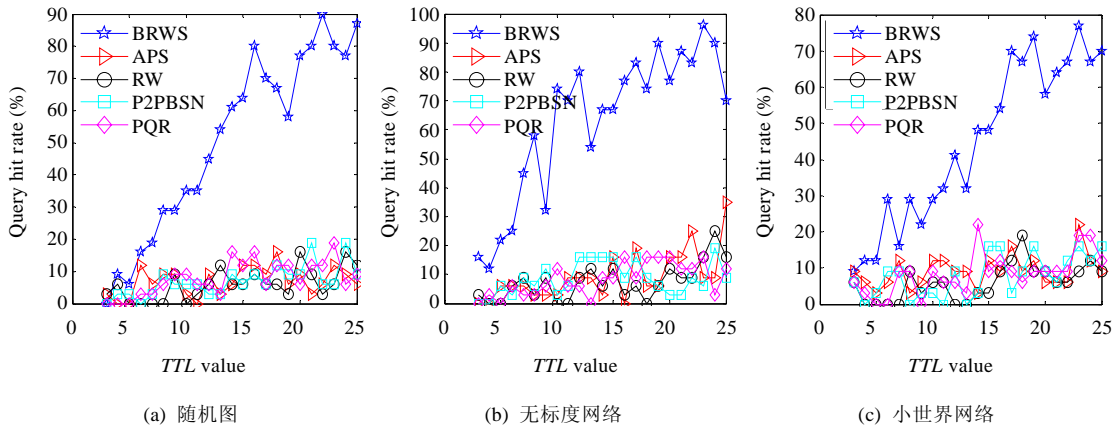 90
80
70
60
50
40
30
20
10
0
Query hit rate (%)
BRWS
APS
RW
P2PBSN
PQR
0 5 10 15 20 25
TTL value
(a) 随机图
100
90
80
70
60
50
40
30
20
10
0
Query hit rate (%)
BRWS
APS
RW
P2PBSN
PQR
0 5 10 15 20 25
TTL value
(b) 无标度网络
80
70
60
50
40
30
20
10
0
Query hit rate (%)
BRWS
APS
RW
P2PBSN
PQR
0 5 10 15 20 25
TTL value
(c) 小世界网络